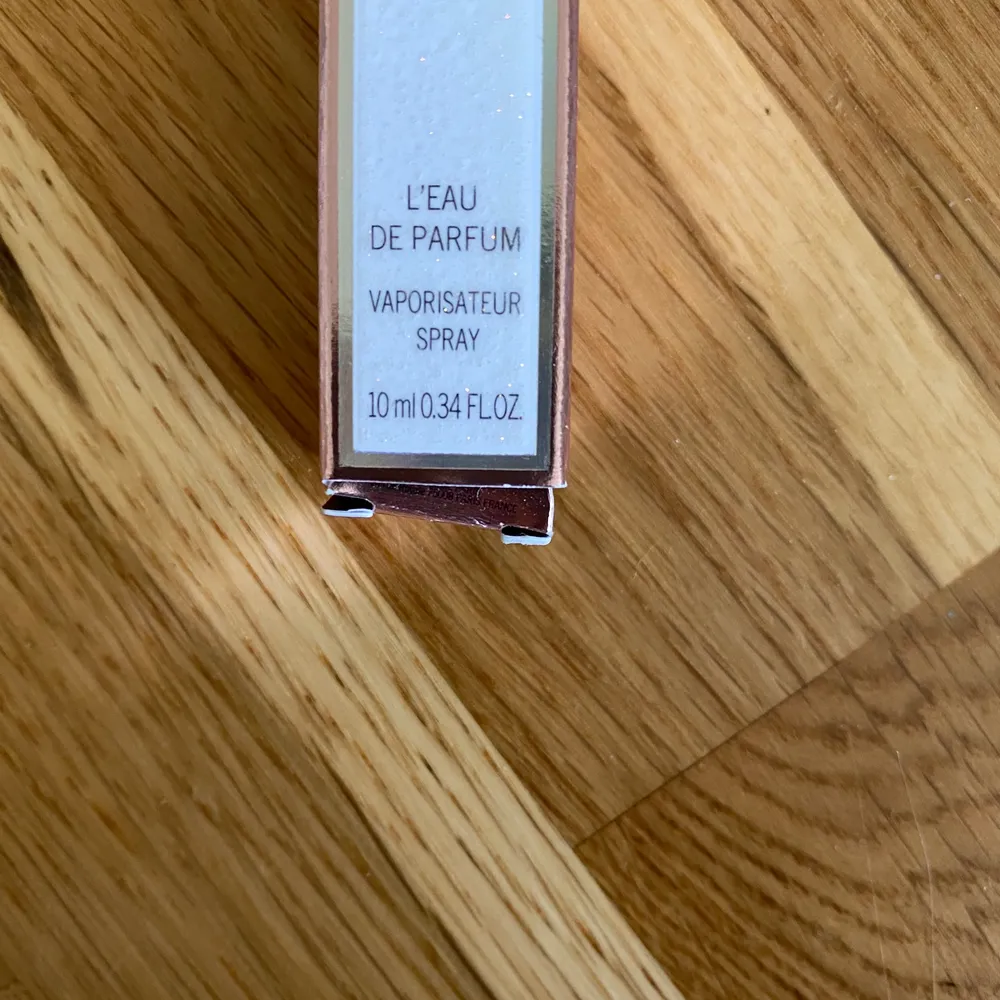 L'EAU
DE PARFUM
VAPORISATEUR
SPRAY
10 ml 0.34 FL.OZ.